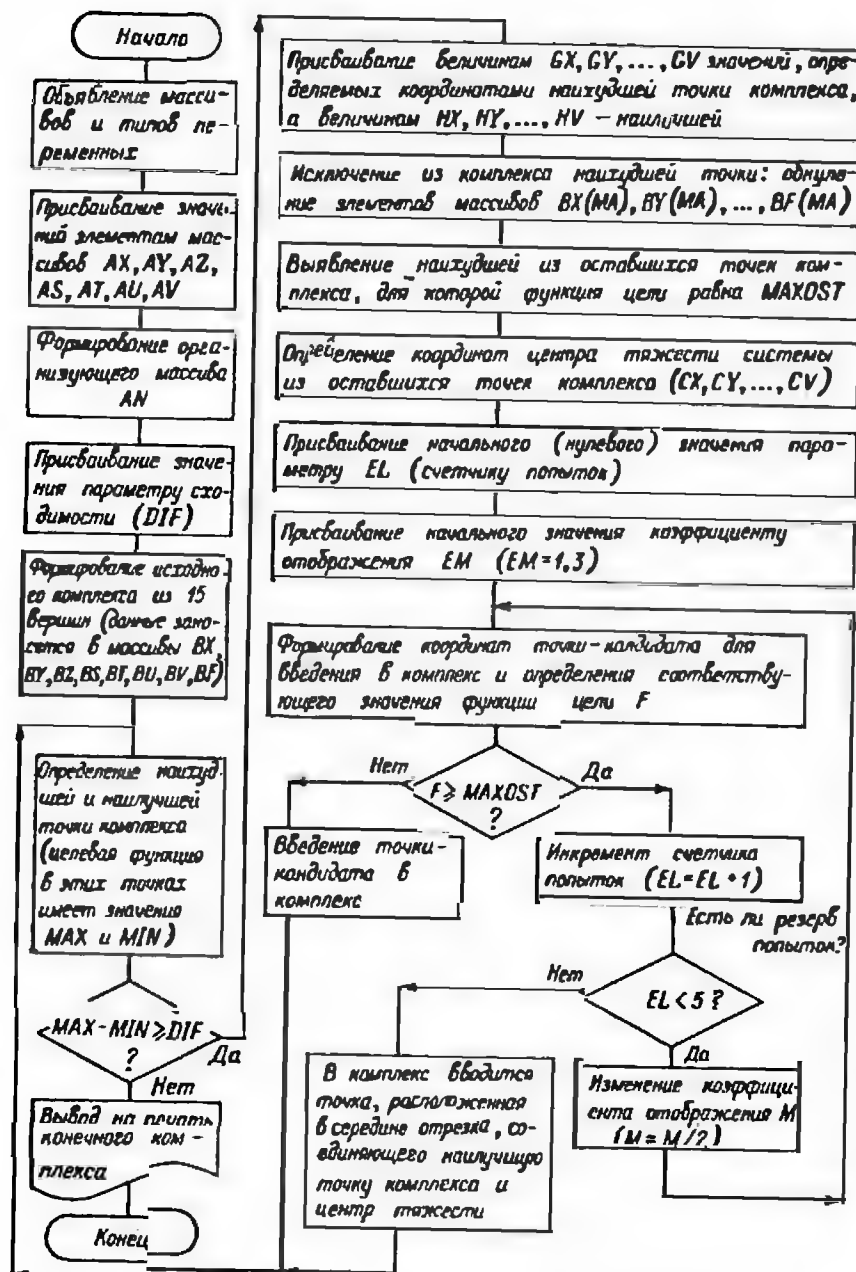 Начало
Объявление масси-
вов и типов пе-
ременных
Присваивание значе-
ний элементам мас-
сивов AX, AY, AZ,
AS, AT, AU, AV
Формирование орга-
низующего массива
AN
Присваивание значе-
ния параметру схо-
димости (DIF)
Формирование исходно-
го комплекта из 15
вершин (данные зано-
сятся в массивы BX,
BY, BZ, BS, BT, BU, BV, BF)
Определение наихуд-
шей и наилучшей
точки комплекса
(целевая функция
в этих точках
имеет значения
MAX и MIN)
MAX-MIN⩾DIF
?
Да
Нет
Вывод на печать
конечного ком-
плекса
Конец
Присваивание величинам GX, GY, ..., GV значений, опре-
деляемых координатами наихудшей точки комплекса,
а величинам HX, HY, ..., HV – наилучшей
Исключение из комплекса наихудшей точки: обнуле-
ние элементов массивов BX(MA), BY(MA), ..., BF(MA)
Выявление наихудшей из оставшихся точек ком-
плекса, для которой функция цели равна MAXOST
Определение координат центра тяжести системы
из оставшихся точек комплекса (CX, CY, ..., CV)
Присваивание начального (нулевого) значения пара-
метру EL (счетчику попыток)
Присваивание начального значения коэффициенту
отображения EM (EM=1,3)
Формирование координат точки-кандидата для
введения в комплекс и определения соответству-
ющего значения функции цели F
Нет
F⩾MAXOST
?
Да
Введение точки-
кандидата в
комплекс
Инкремент счетчика
попыток (EL=EL+1)
Есть ли резерв
попыток?
Нет
EL<5?
Да
В комплекс вводится
точка, расположенная
в середине отрезка, со-
единяющего наилучшую
точку комплекса и
центр тяжести
Изменение коэффици-
ента отображения M
(M=M/2)